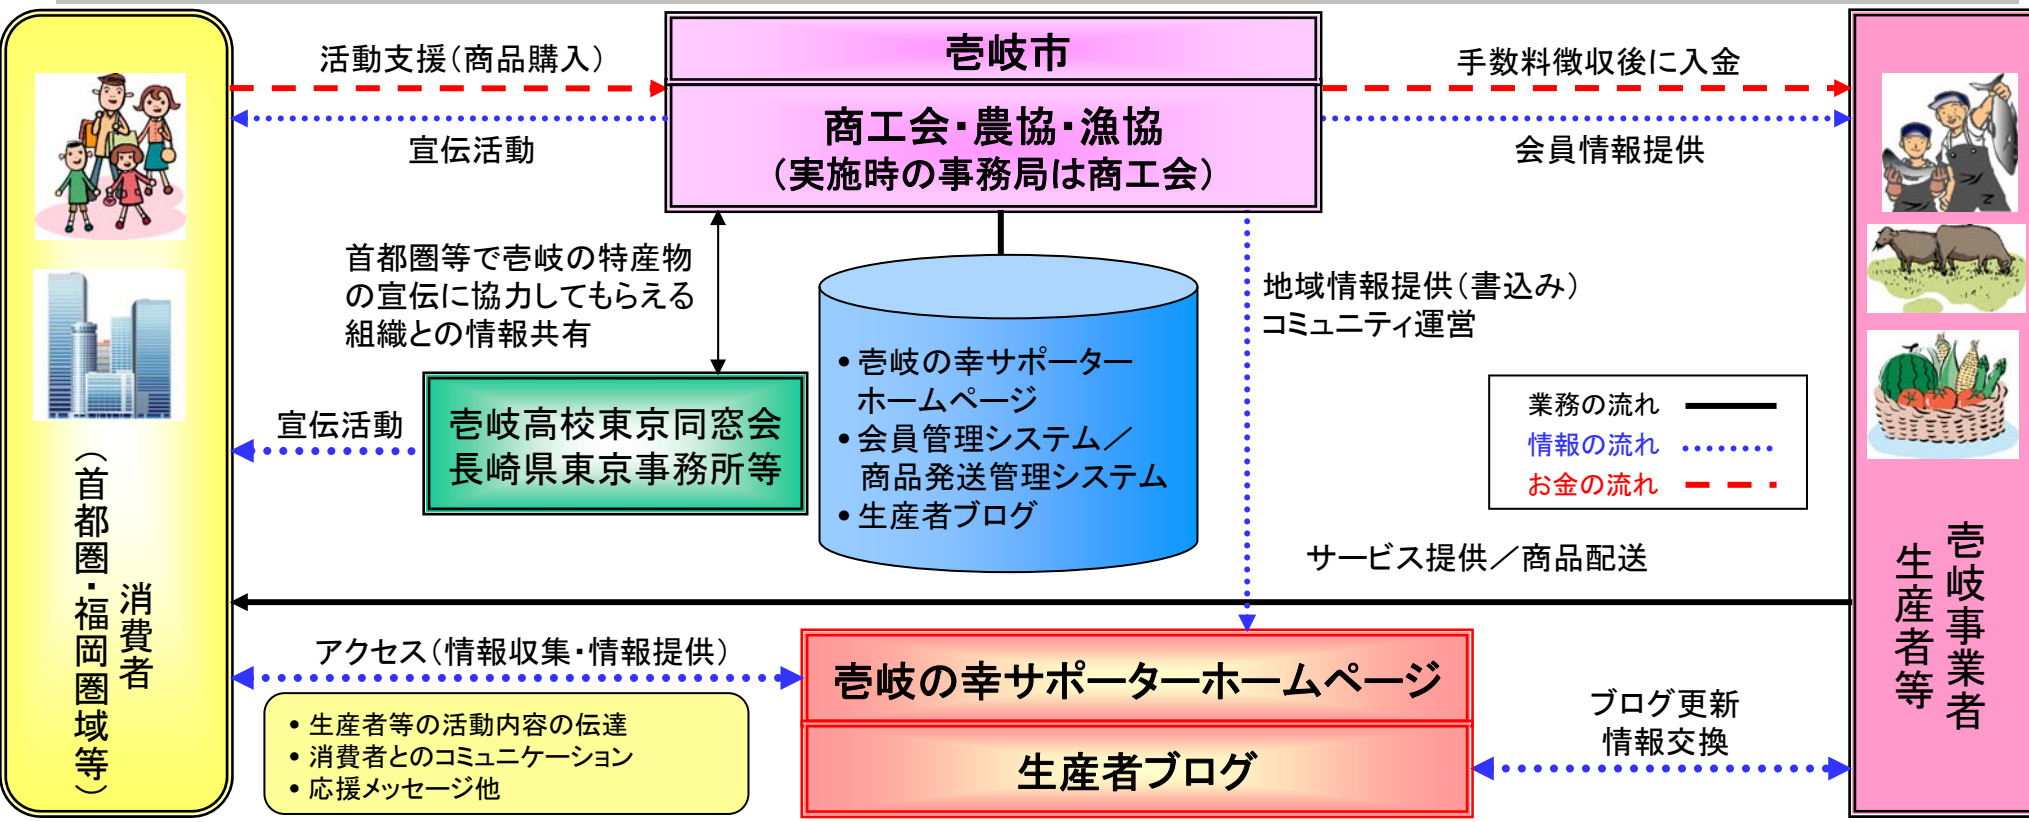 活動支援（商品購入）
宣伝活動
壱岐市
商工会・農協・漁協
（実施時の事務局は商工会）
手数料徴収後に入金
会員情報提供
首都圏等で壱岐の特産物
の宣伝に協力してもらえる
組織との情報共有
地域情報提供（書込み）
コミュニティ運営
• 壱岐の幸サポーター
ホームページ
• 会員管理システム／
商品発送管理システム
• 生産者ブログ
宣伝活動
壱岐高校東京同窓会
長崎県東京事務所等
業務の流れ
情報の流れ
お金の流れ
消費者
（首都圏・福岡圏域等）
壱岐事業者
生産者等
サービス提供／商品配送
アクセス（情報収集・情報提供）
• 生産者等の活動内容の伝達
• 消費者とのコミュニケーション
• 応援メッセージ他
壱岐の幸サポーターホームページ
生産者ブログ
ブログ更新
情報交換